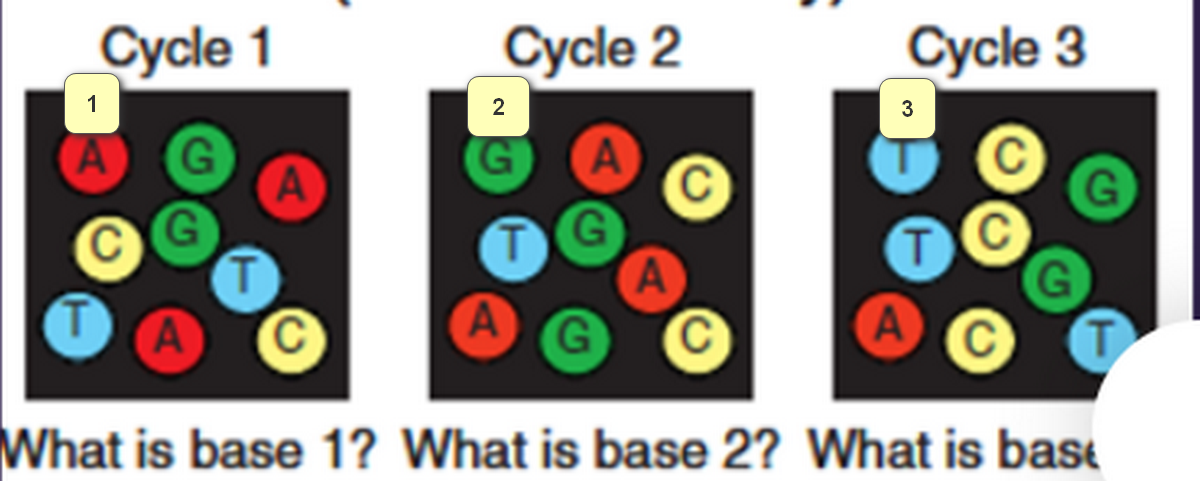 Cycle 1 Cycle 2 Cycle 3
1 2 3
A G A G A C T C G
C G T T G A T C G
T A C A G C A C T
What is base 1? What is base 2? What is base